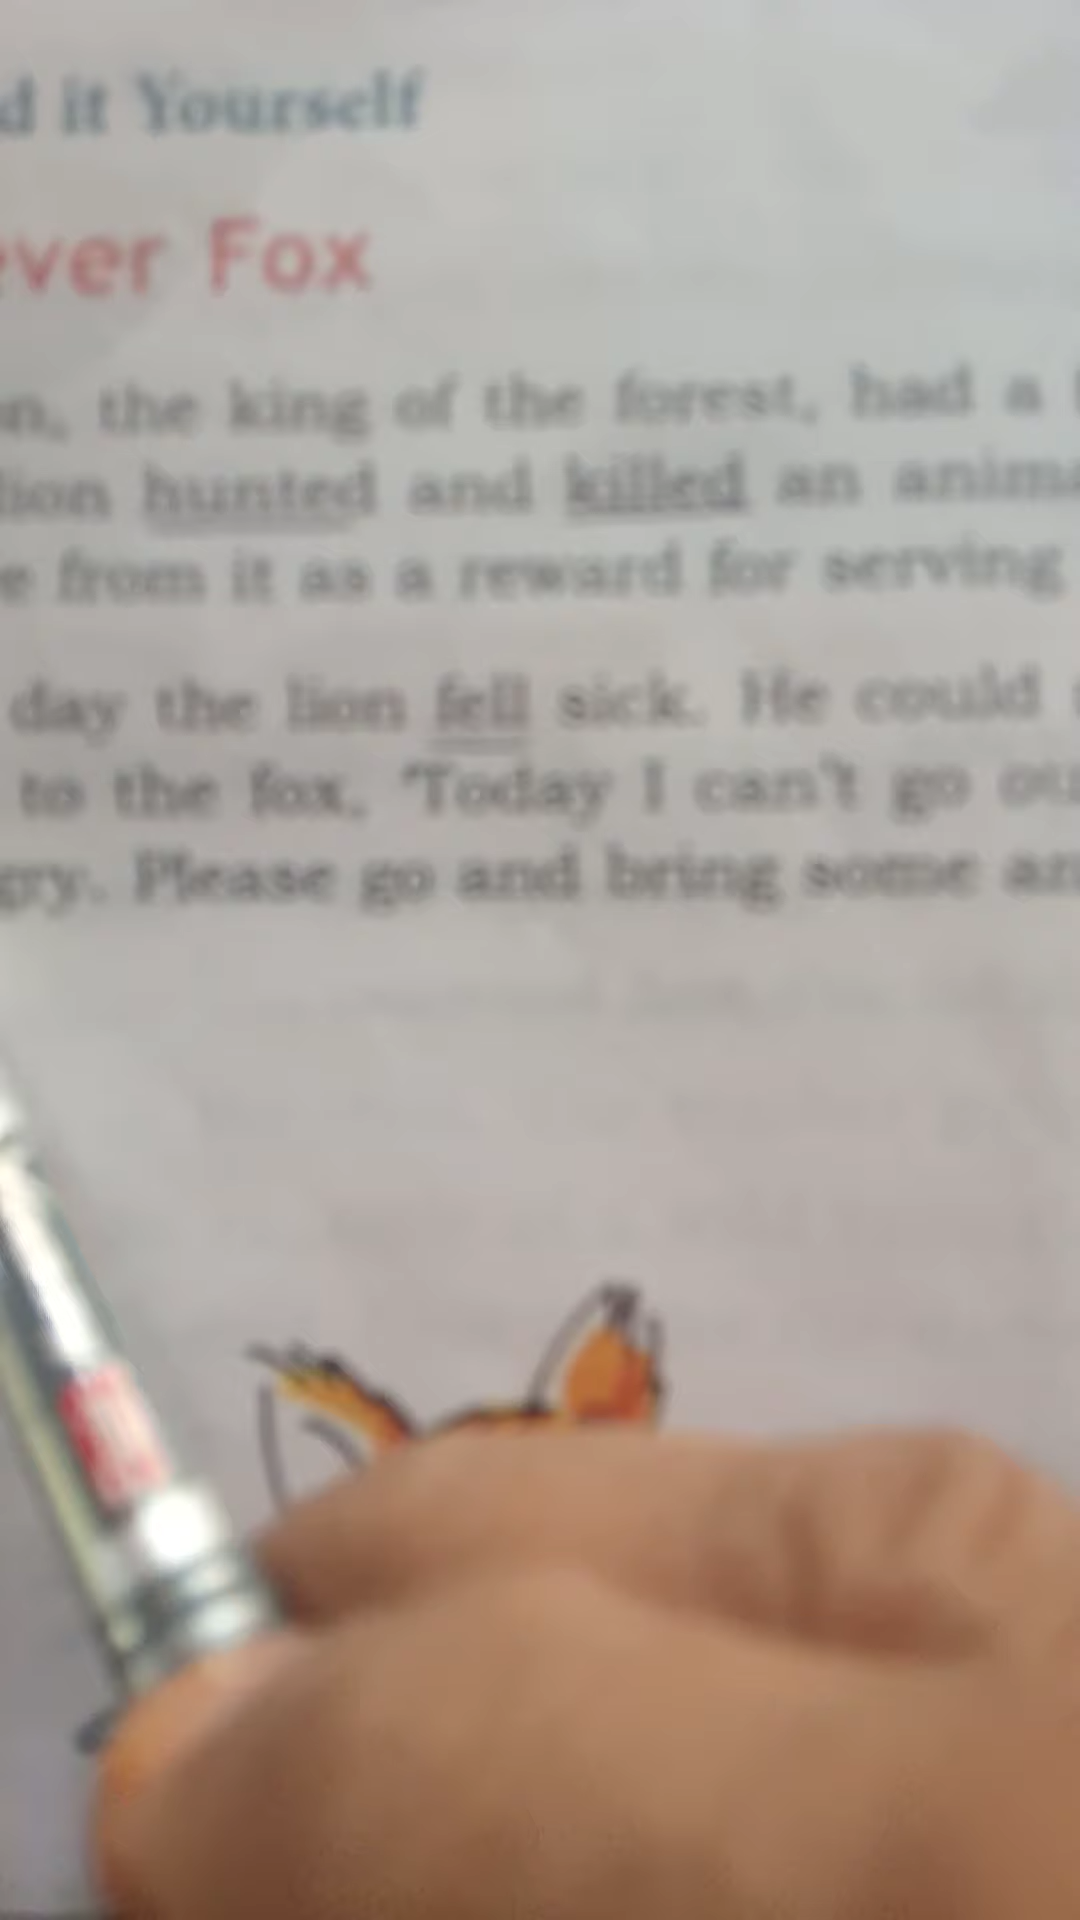 d it Yourself
ever Fox
on, the king of the forest, had a
lion hunted and killed an anima
e from it as a reward for serving
day the lion fell sick. He could
to the fox, 'Today I can't go ou
gry. Please go and bring some an